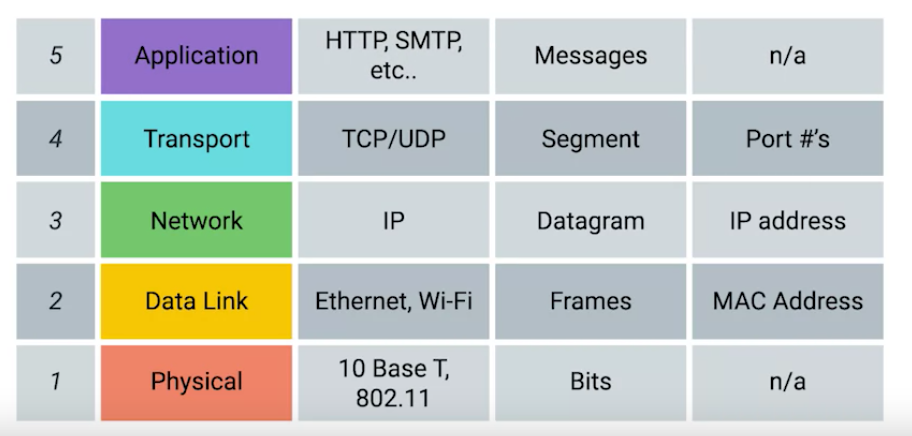 5 Application HTTP, SMTP, etc.. Messages n/a
4 Transport TCP/UDP Segment Port #'s
3 Network IP Datagram IP address
2 Data Link Ethernet, Wi-Fi Frames MAC Address
1 Physical 10 Base T, 802.11 Bits n/a